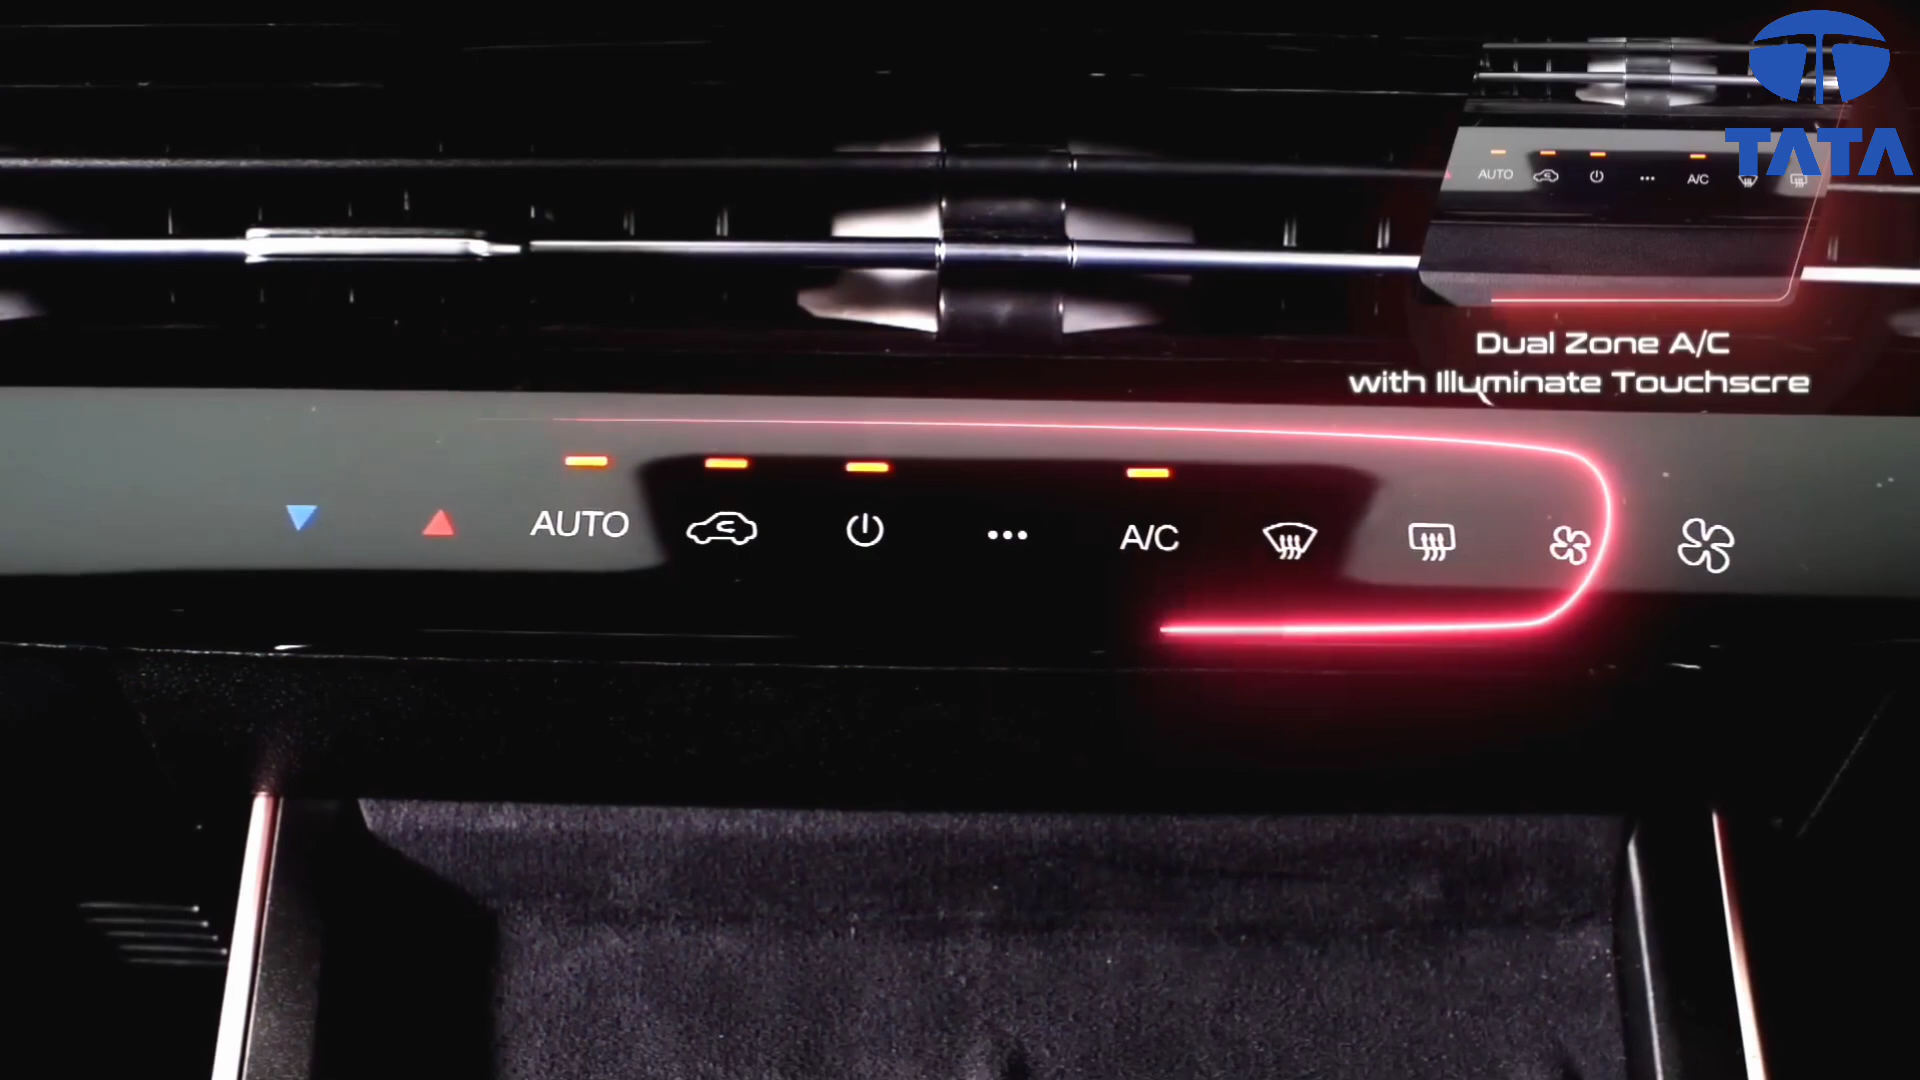 TATA
AUTO
A/C
Dual Zone A/C
with Illuminate Touchscre
AUTO
A/C